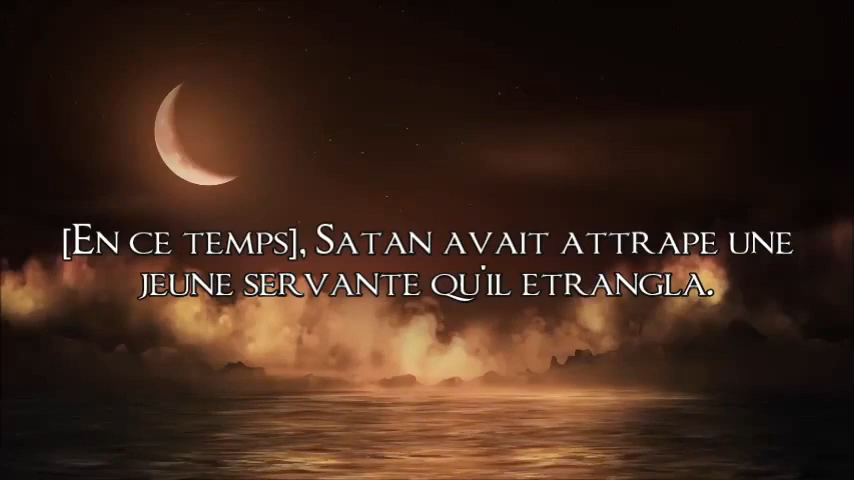 [En ce temps], Satan avait attrape une
jeune servante qu'il etrangla.